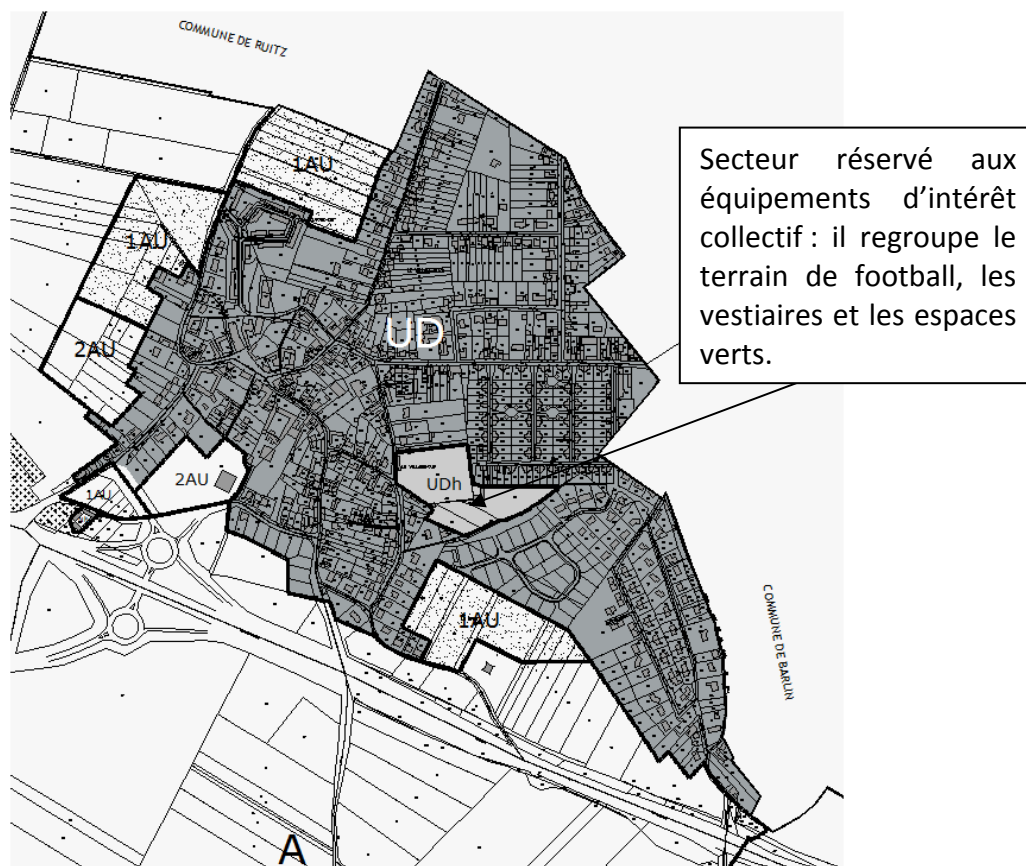 COMMUNE DE RUITZ
1AU
1AU
2AU
UD
Secteur réservé aux
équipements d’intérêt
collectif : il regroupe le
terrain de football, les
vestiaires et les espaces
verts.
2AU
1AU
UDh
1AU
COMMUNE DE BARLIN
A